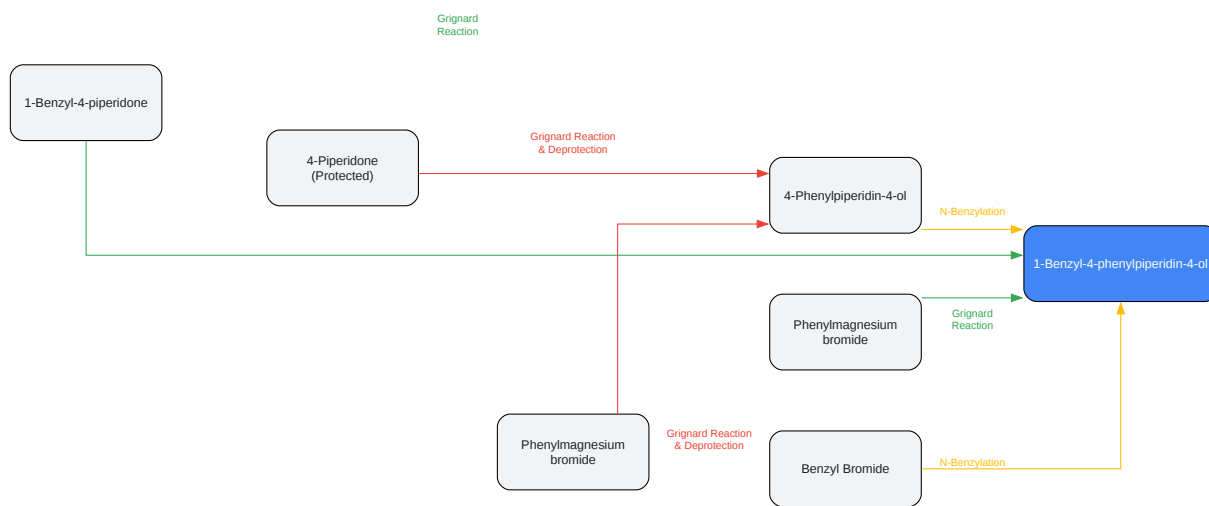 Grignard
Reaction
1-Benzyl-4-piperidone
4-Piperidone
(Protected)
Grignard Reaction
& Deprotection
4-Phenylpiperidin-4-ol
N-Benzylation
1-Benzyl-4-phenylpiperidin-4-ol
Phenylmagnesium
bromide
Grignard
Reaction
Phenylmagnesium
bromide
Grignard Reaction
& Deprotection
Benzyl Bromide
N-Benzylation